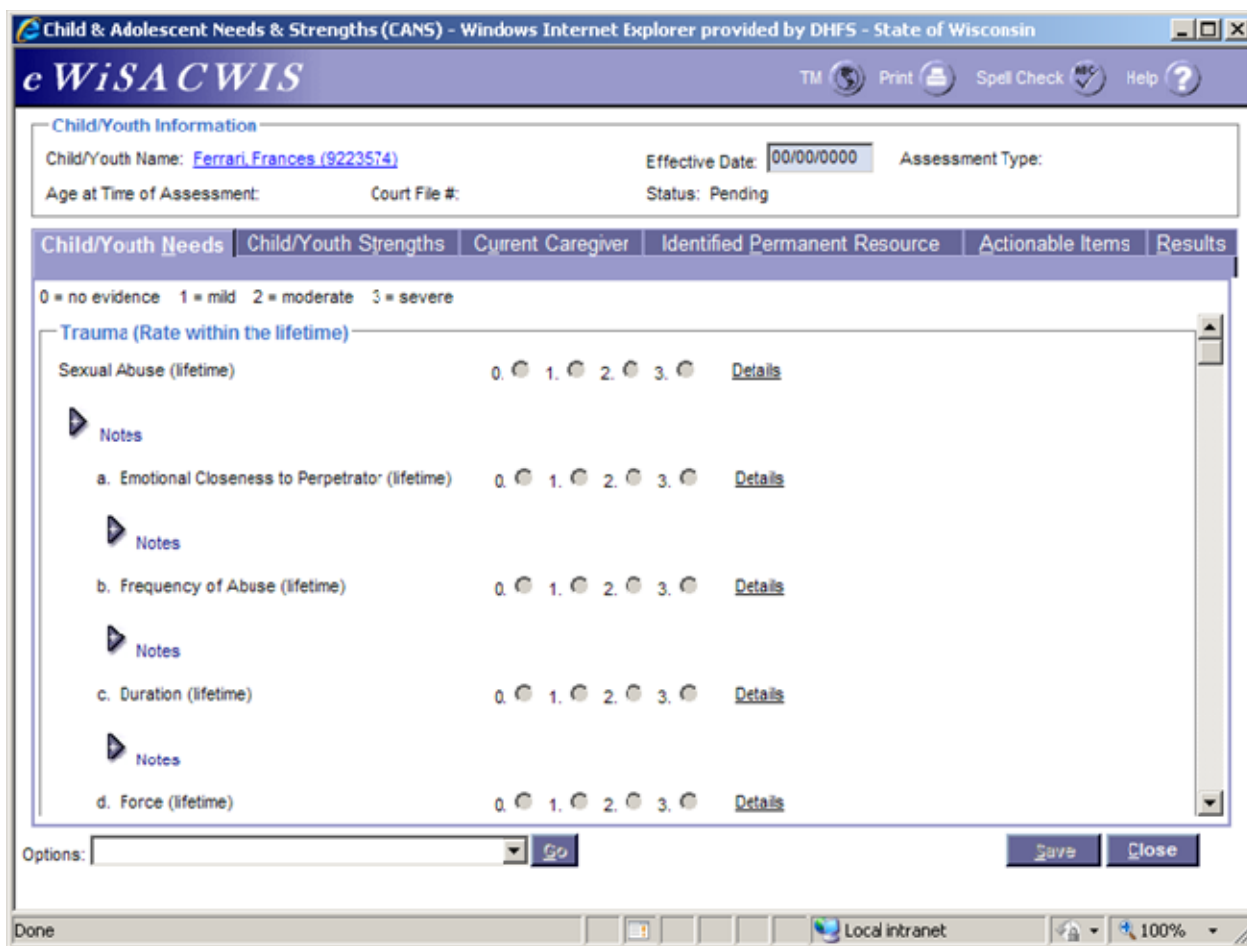 Child & Adolescent Needs & Strengths (CANS) - Windows Internet Explorer provided by DHFS - State of Wisconsin
e WiSACWIS TM Print Spell Check ABC Help ?
Child/Youth Information
Child/Youth Name: Ferrari, Frances (9223574) Effective Date: 00/00/0000 Assessment Type:
Age at Time of Assessment: Court File #: Status: Pending
Child/Youth Needs Child/Youth Strengths Current Caregiver Identified Permanent Resource Actionable Items Results
0 = no evidence 1 = mild 2 = moderate 3 = severe
Trauma (Rate within the lifetime)
Sexual Abuse (lifetime) 0. 1. 2. 3. Details
Notes
a. Emotional Closeness to Perpetrator (lifetime) 0. 1. 2. 3. Details
Notes
b. Frequency of Abuse (lifetime) 0. 1. 2. 3. Details
Notes
c. Duration (lifetime) 0. 1. 2. 3. Details
Notes
d. Force (lifetime) 0. 1. 2. 3. Details
Options: Go Save Close
Done Local intranet 100%